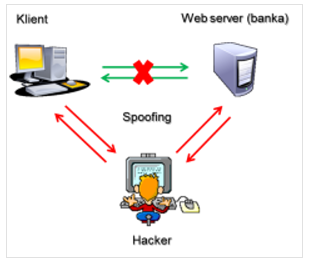 Klient
Web server (banka)
Spoofing
Hacker